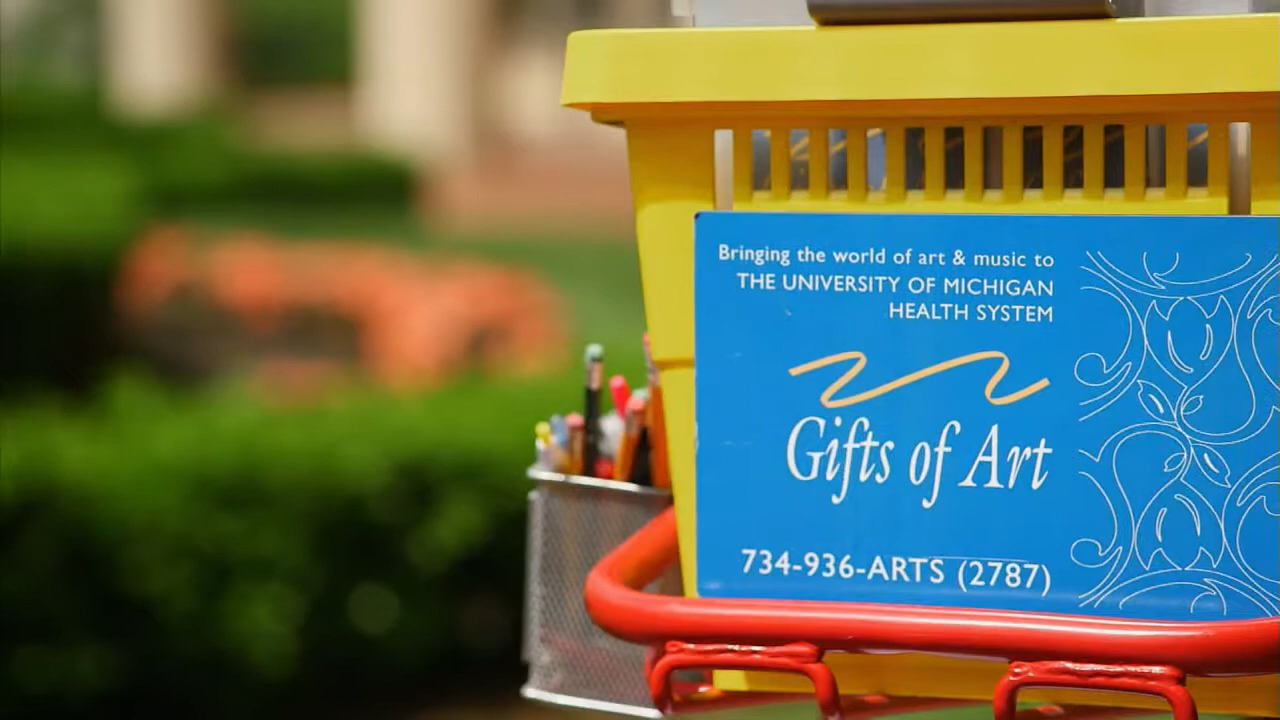 Bringing the world of art & music to
THE UNIVERSITY OF MICHIGAN
HEALTH SYSTEM
Gifts of Art
734-936-ARTS (2787)